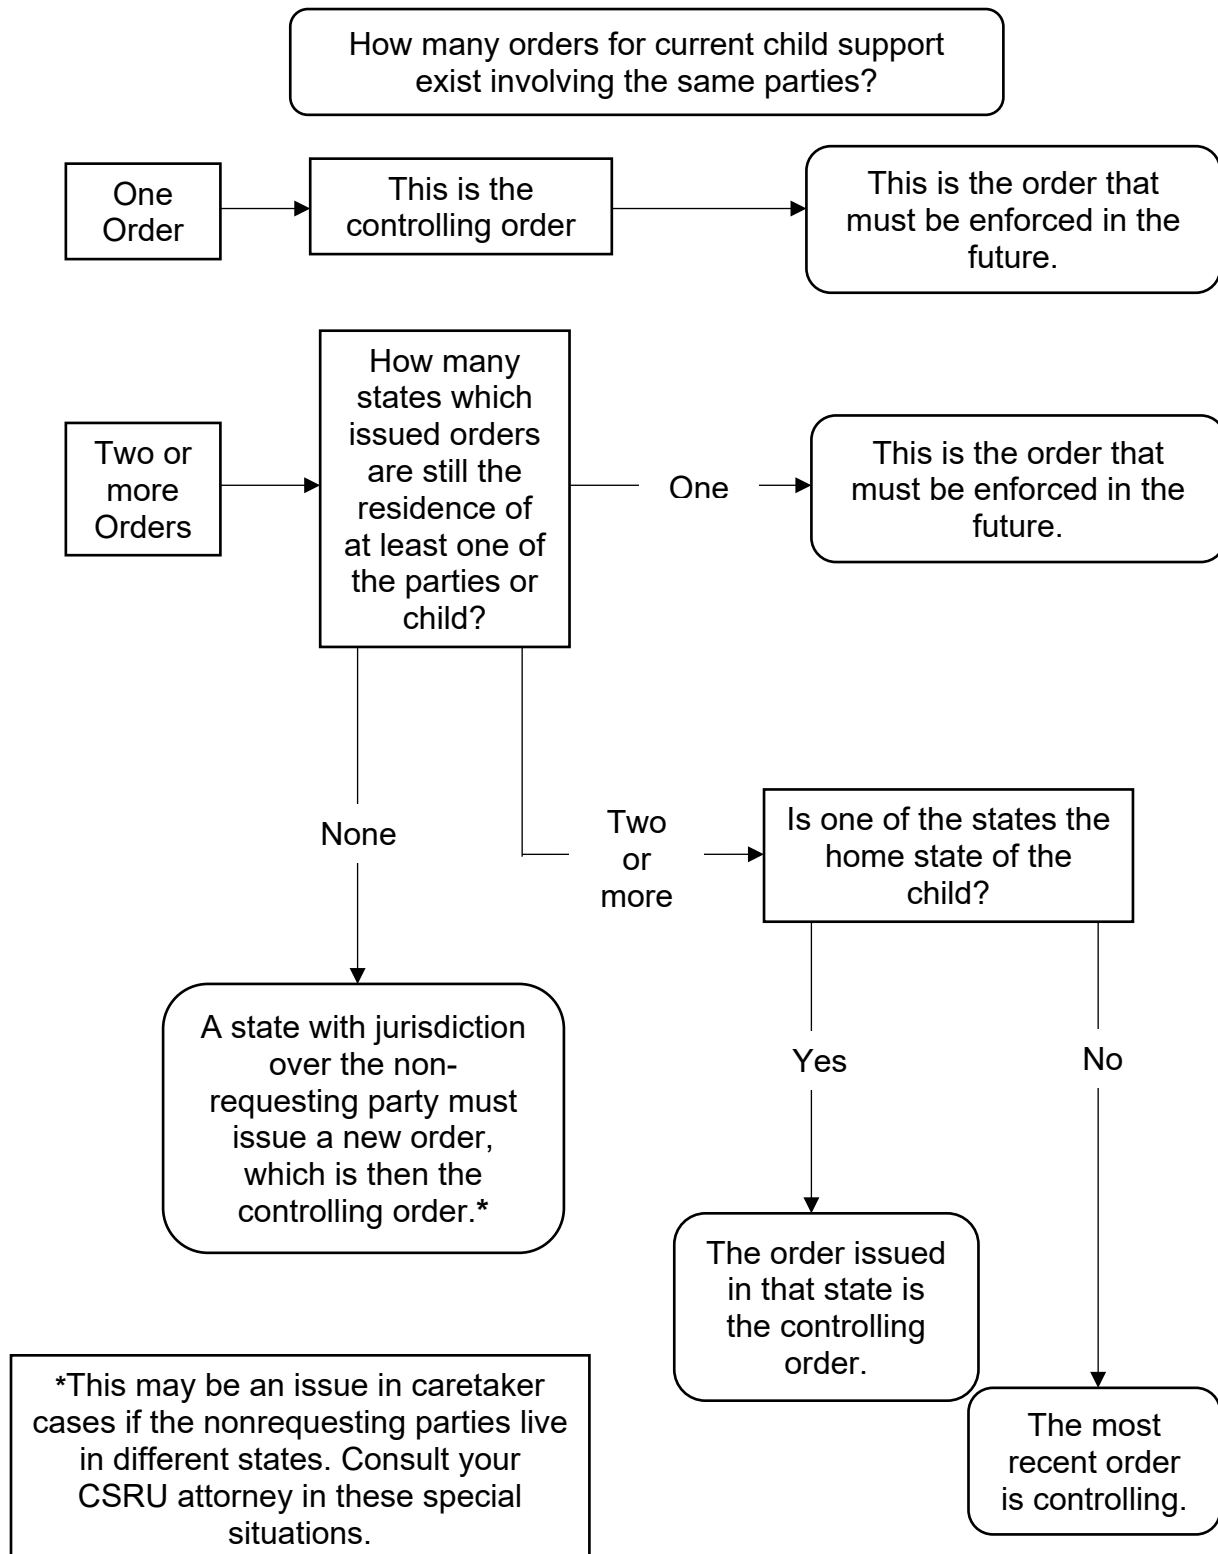 How many orders for current child support
exist involving the same parties?
One
Order
This is the
controlling order
This is the order that
must be enforced in the
future.
Two or
more
Orders
How many
states which
issued orders
are still the
residence of
at least one of
the parties or
child?
One
This is the order that
must be enforced in the
future.
None
Two
or
more
Is one of the states the
home state of the
child?
A state with jurisdiction
over the non-
requesting party must
issue a new order,
which is then the
controlling order.*
Yes
No
The order issued
in that state is
the controlling
order.
The most
recent order
is controlling.
*This may be an issue in caretaker
cases if the nonrequesting parties live
in different states. Consult your
CSRU attorney in these special
situations.